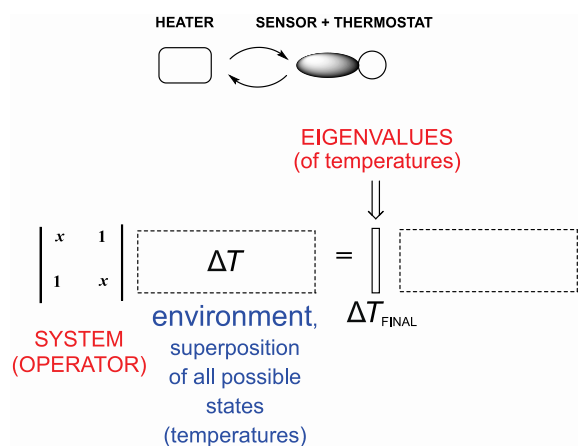 HEATER SENSOR + THERMOSTAT
EIGENVALUES
(of temperatures)
x 1
1 x
ΔT
=
ΔT FINAL
SYSTEM
(OPERATOR)
environment,
superposition
of all possible
states
(temperatures)